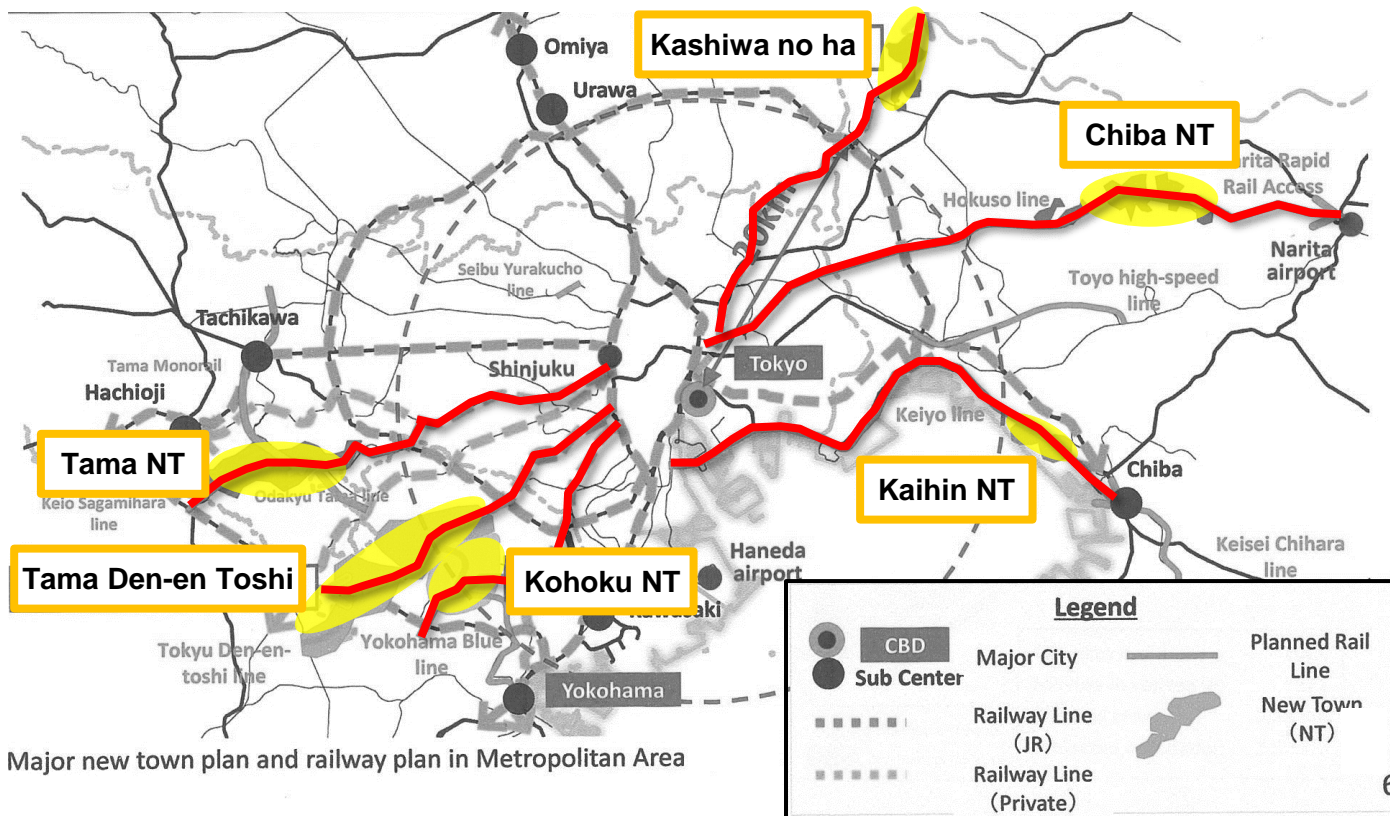 Kashiwa no ha
Omiya
Urawa
Chiba NT
Narita Rapid
Rail Access
Hokuso line
30km
Narita
airport
Seibu Yurakucho
line
Toyo high-speed
line
Tachikawa
Tama Monorail
Shinjuku
Tokyo
Hachioji
Keiyo line
Tama NT
Chiba
Kaihin NT
Keio Sagamihara
line
Odakyu Tama line
Haneda
airport
Keisei Chihara
line
Tama Den-en Toshi
Kohoku NT
Kawasaki
Tokyu Den-en-
toshi line
Yokohama Blue
line
Yokohama
Legend
CBD
Sub Center
Major City
Planned Rail
Line
Railway Line
(JR)
New Town
(NT)
Railway Line
(Private)
Major new town plan and railway plan in Metropolitan Area
6